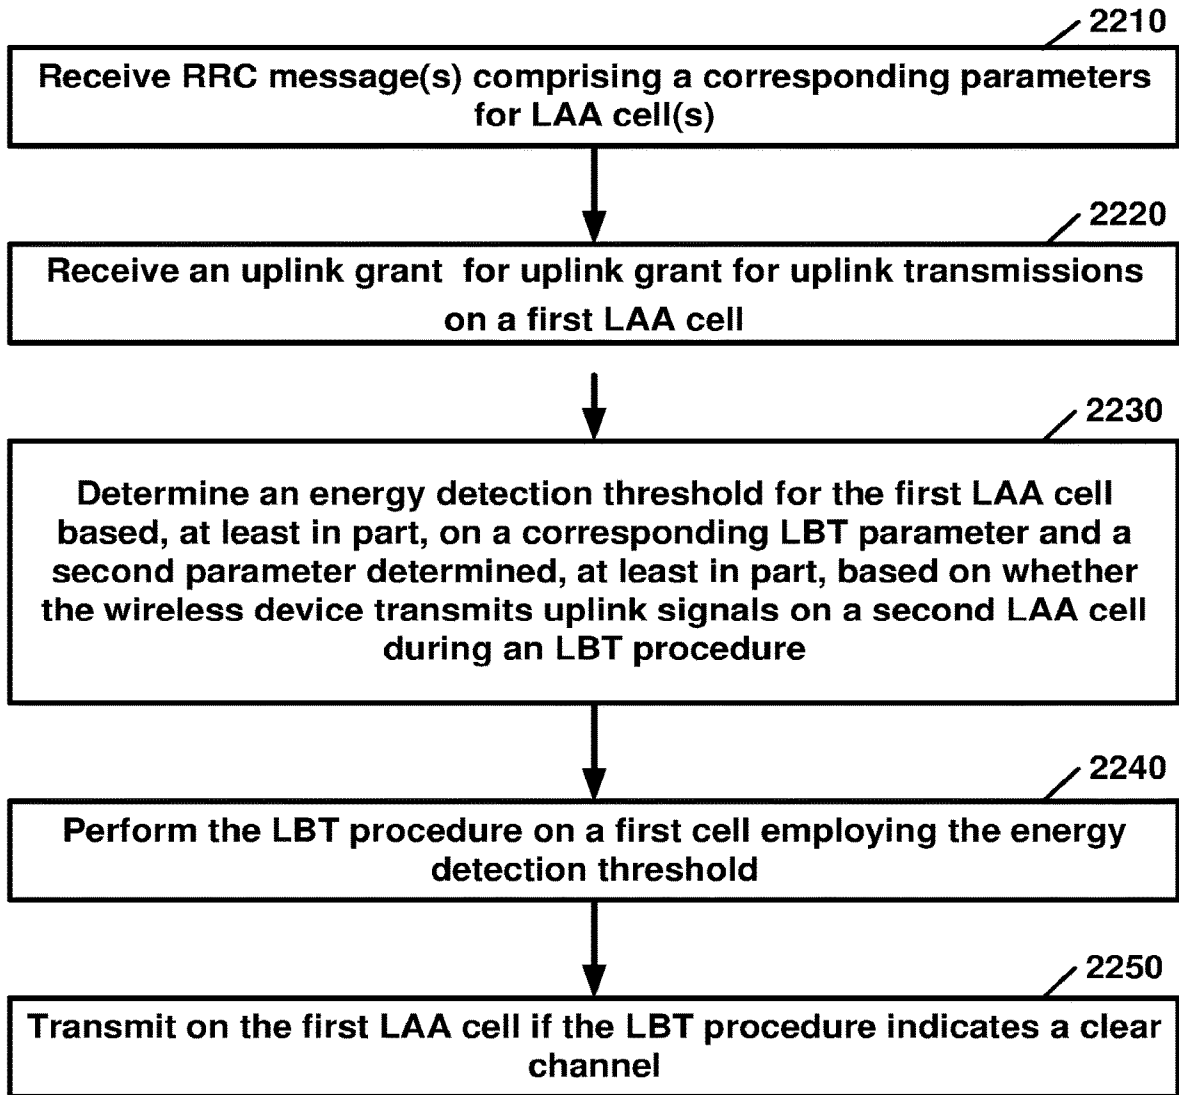 2210
Receive RRC message(s) comprising a corresponding parameters
for LAA cell(s)
2220
Receive an uplink grant for uplink grant for uplink transmissions
on a first LAA cell
2230
Determine an energy detection threshold for the first LAA cell
based, at least in part, on a corresponding LBT parameter and a
second parameter determined, at least in part, based on whether
the wireless device transmits uplink signals on a second LAA cell
during an LBT procedure
2240
Perform the LBT procedure on a first cell employing the energy
detection threshold
2250
Transmit on the first LAA cell if the LBT procedure indicates a clear
channel